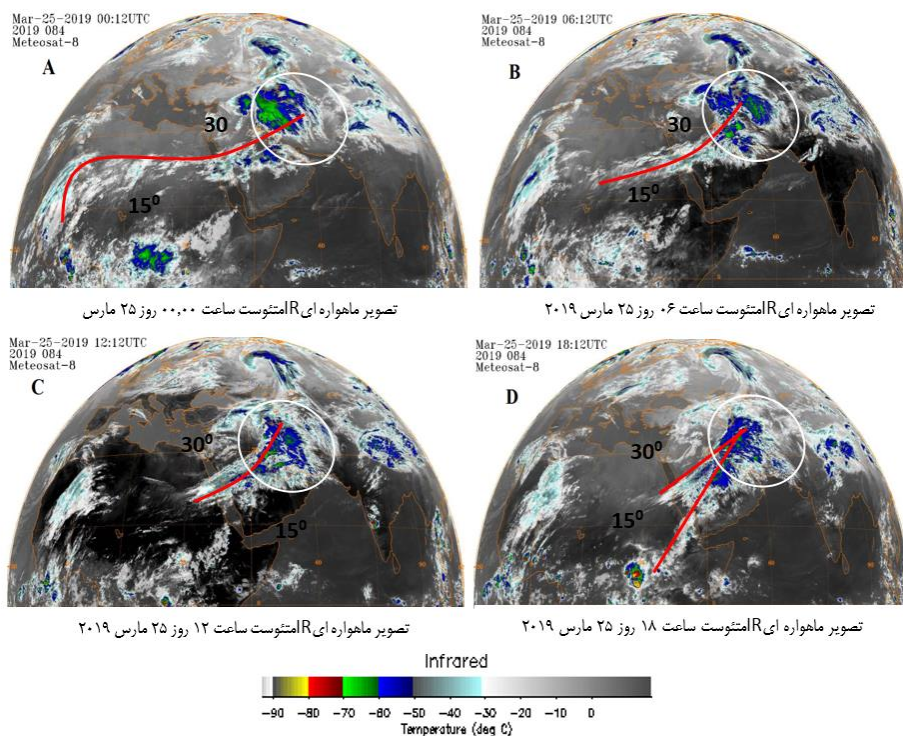 Mar-25-2019 00:12UTC
2019 084
Meteosat-8
A
30
15⁰
تصویر ماهواره ای IR متئوست ساعت ۰۰,۰۰ روز ۲۵ مارس
Mar-25-2019 06:12UTC
2019 084
Meteosat-8
B
30
15⁰
تصویر ماهواره ای IR متئوست ساعت ۰۶ روز ۲۵ مارس ۲۰۱۹
Mar-25-2019 12:12UTC
2019 084
Meteosat-8
C
30⁰
15⁰
تصویر ماهواره ای IR متئوست ساعت ۱۲ روز ۲۵ مارس ۲۰۱۹
Mar-25-2019 18:12UTC
2019 084
Meteosat-8
D
30⁰
15⁰
تصویر ماهواره ای IR متئوست ساعت ۱۸ روز ۲۵ مارس ۲۰۱۹
Infrared
-90 -80 -70 -60 -50 -40 -30 -20 -10 0
Temperature (deg C)